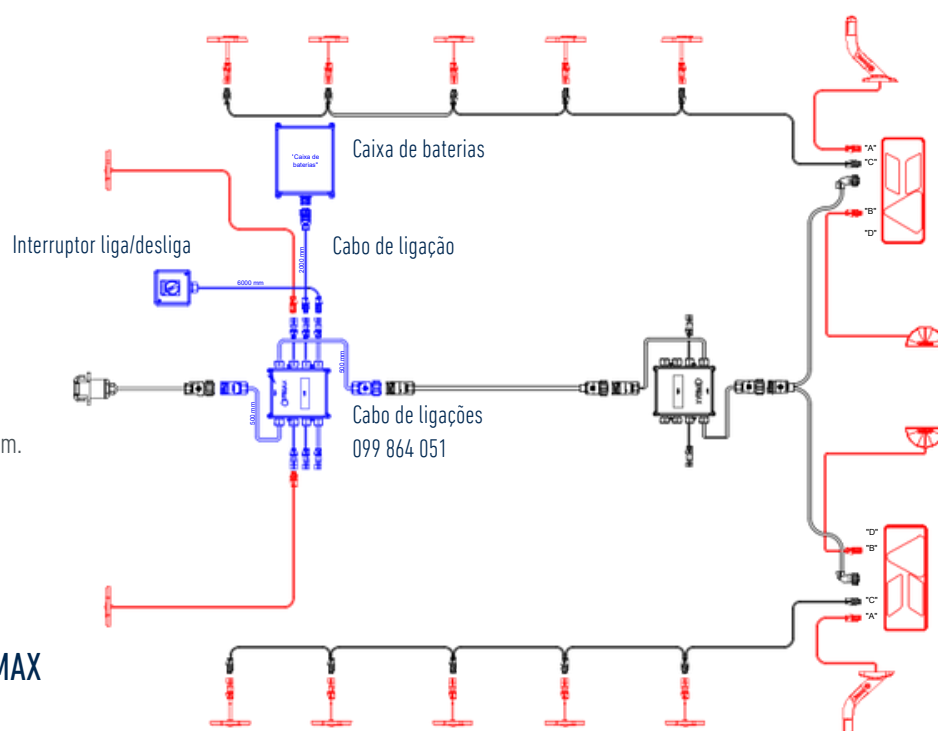 "Caixa de
baterias"
Caixa de baterias
"A"
"C"
"B"
"D"
Interruptor liga/desliga
Cabo de ligação
2000 mm
6000 mm
500 mm
500 mm
Cabo de ligações
099 864 051
m.
"D"
"B"
"C"
"A"
MAX